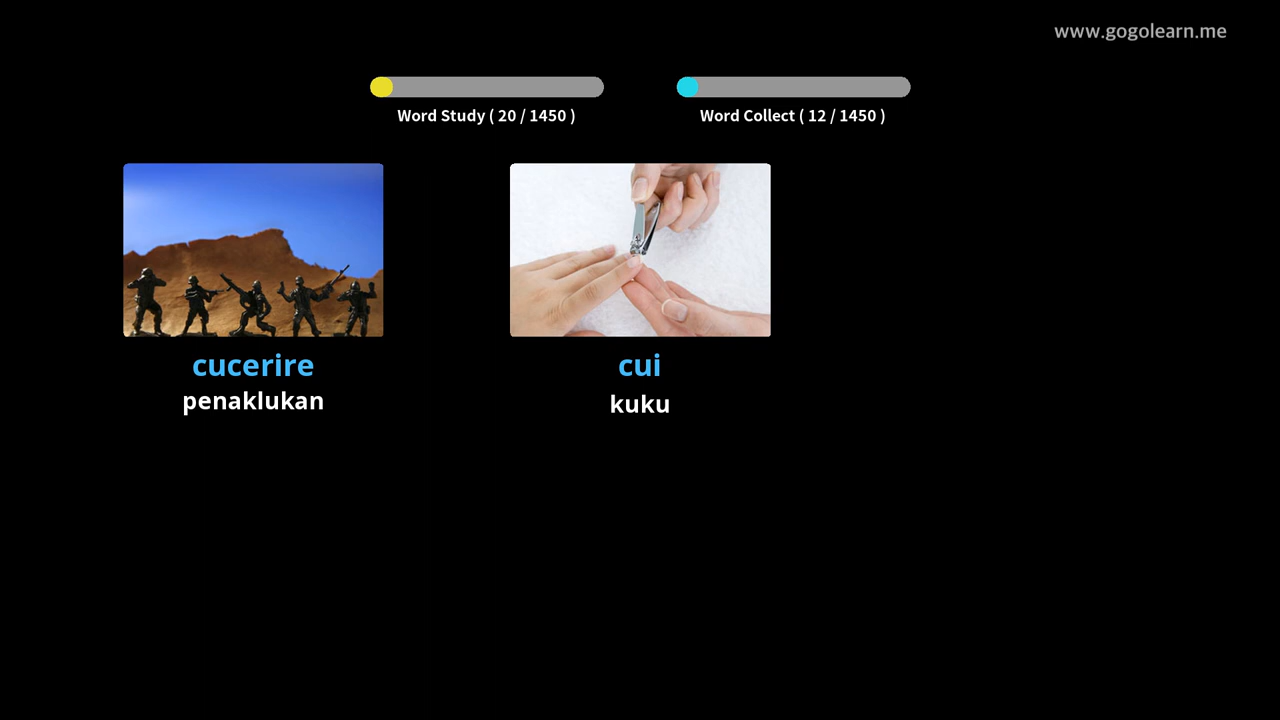 www.gogolearn.me
Word Study ( 20 / 1450 )
Word Collect ( 12 / 1450 )
cucerire
penaklukan
cui
kuku